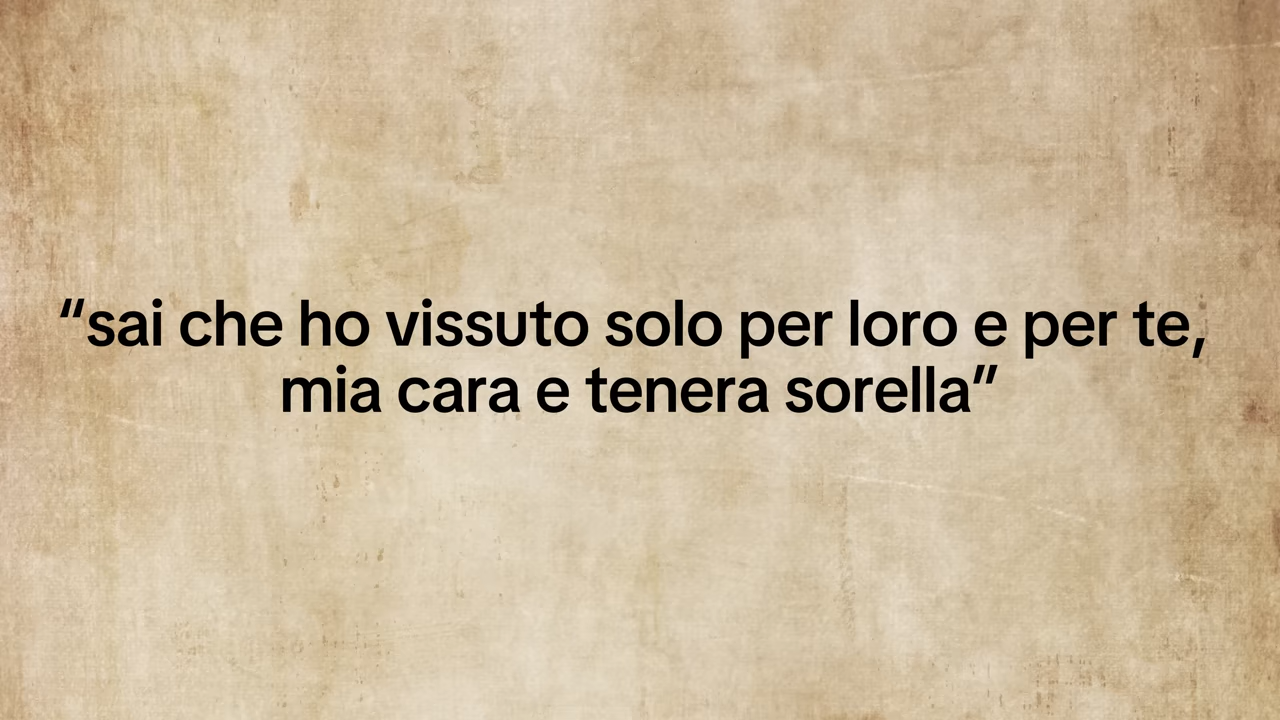 “sai che ho vissuto solo per loro e per te,
mia cara e tenera sorella”